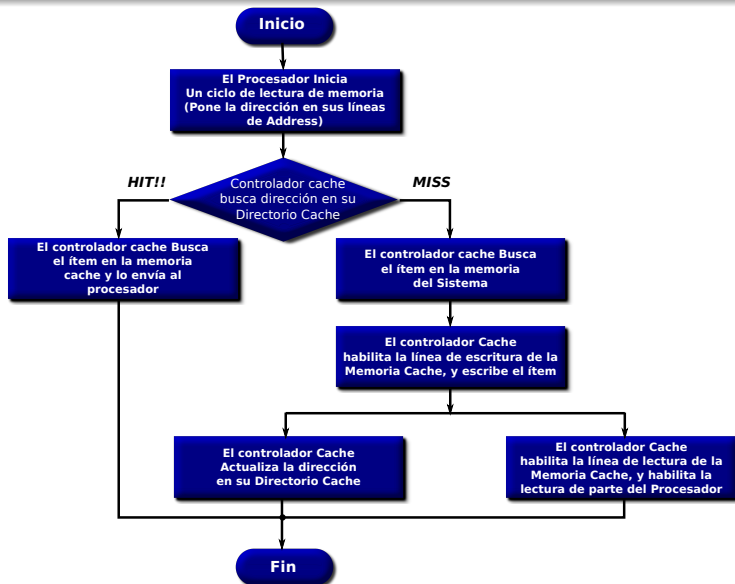 Inicio
El Procesador Inicia
Un ciclo de lectura de memoria
(Pone la dirección en sus líneas
de Address)
HIT!!
Controlador cache
busca dirección en su
Directorio Cache
MISS
El controlador cache Busca
el ítem en la memoria
cache y lo envía al
procesador
El controlador cache Busca
el ítem en la memoria
del Sistema
El controlador Cache
habilita la línea de escritura de la
Memoria Cache, y escribe el ítem
El controlador Cache
Actualiza la dirección
en su Directorio Cache
El controlador Cache
habilita la línea de lectura de la
Memoria Cache, y habilita la
lectura de parte del Procesador
Fin